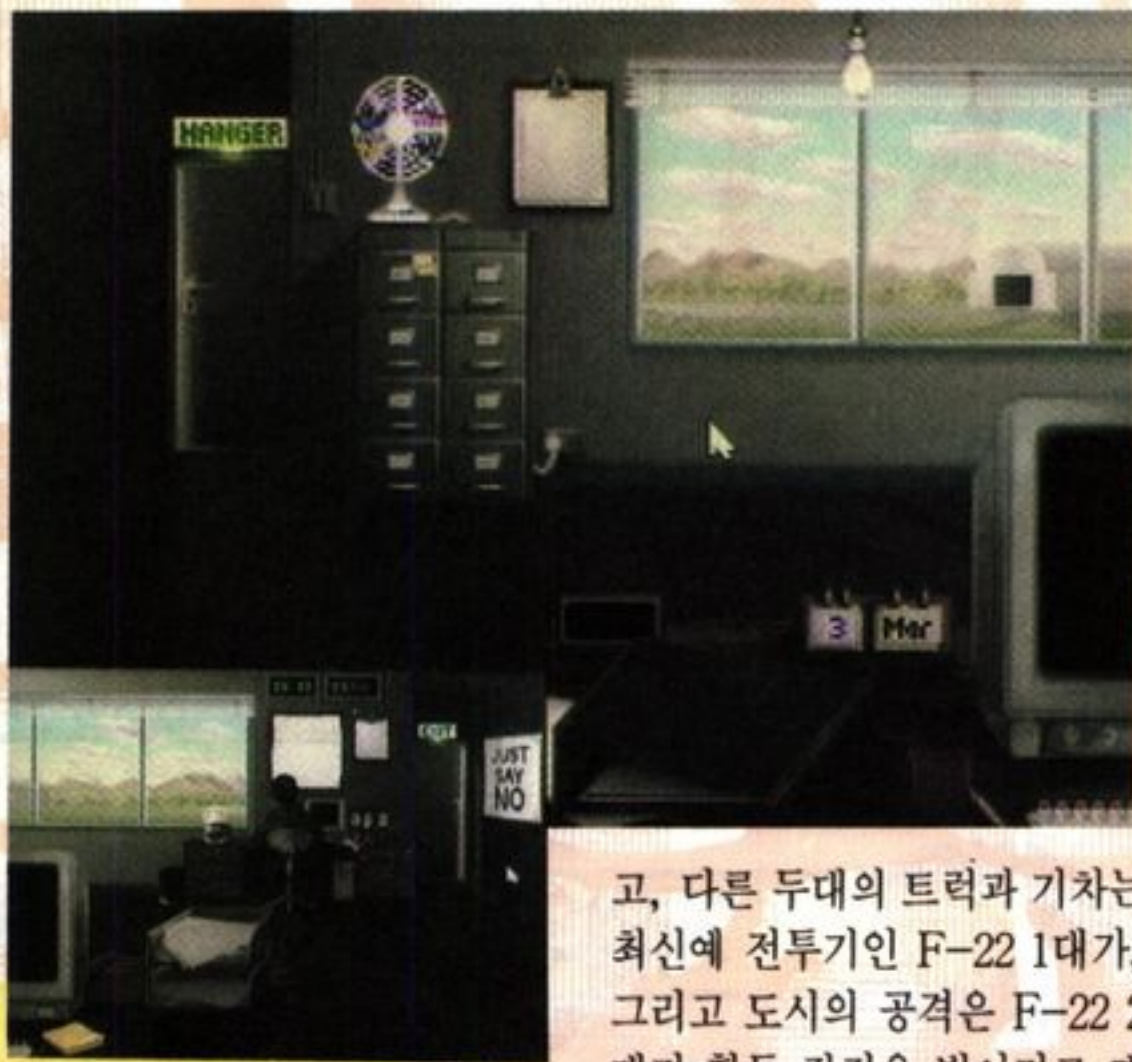 HANGER
3 Mar
EXIT
JUST
SAY
NO
고, 다른 두대의 트럭과 기차는
최신예 전투기인 F-22 1대가
그리고 도시의 공격은 F-22 2